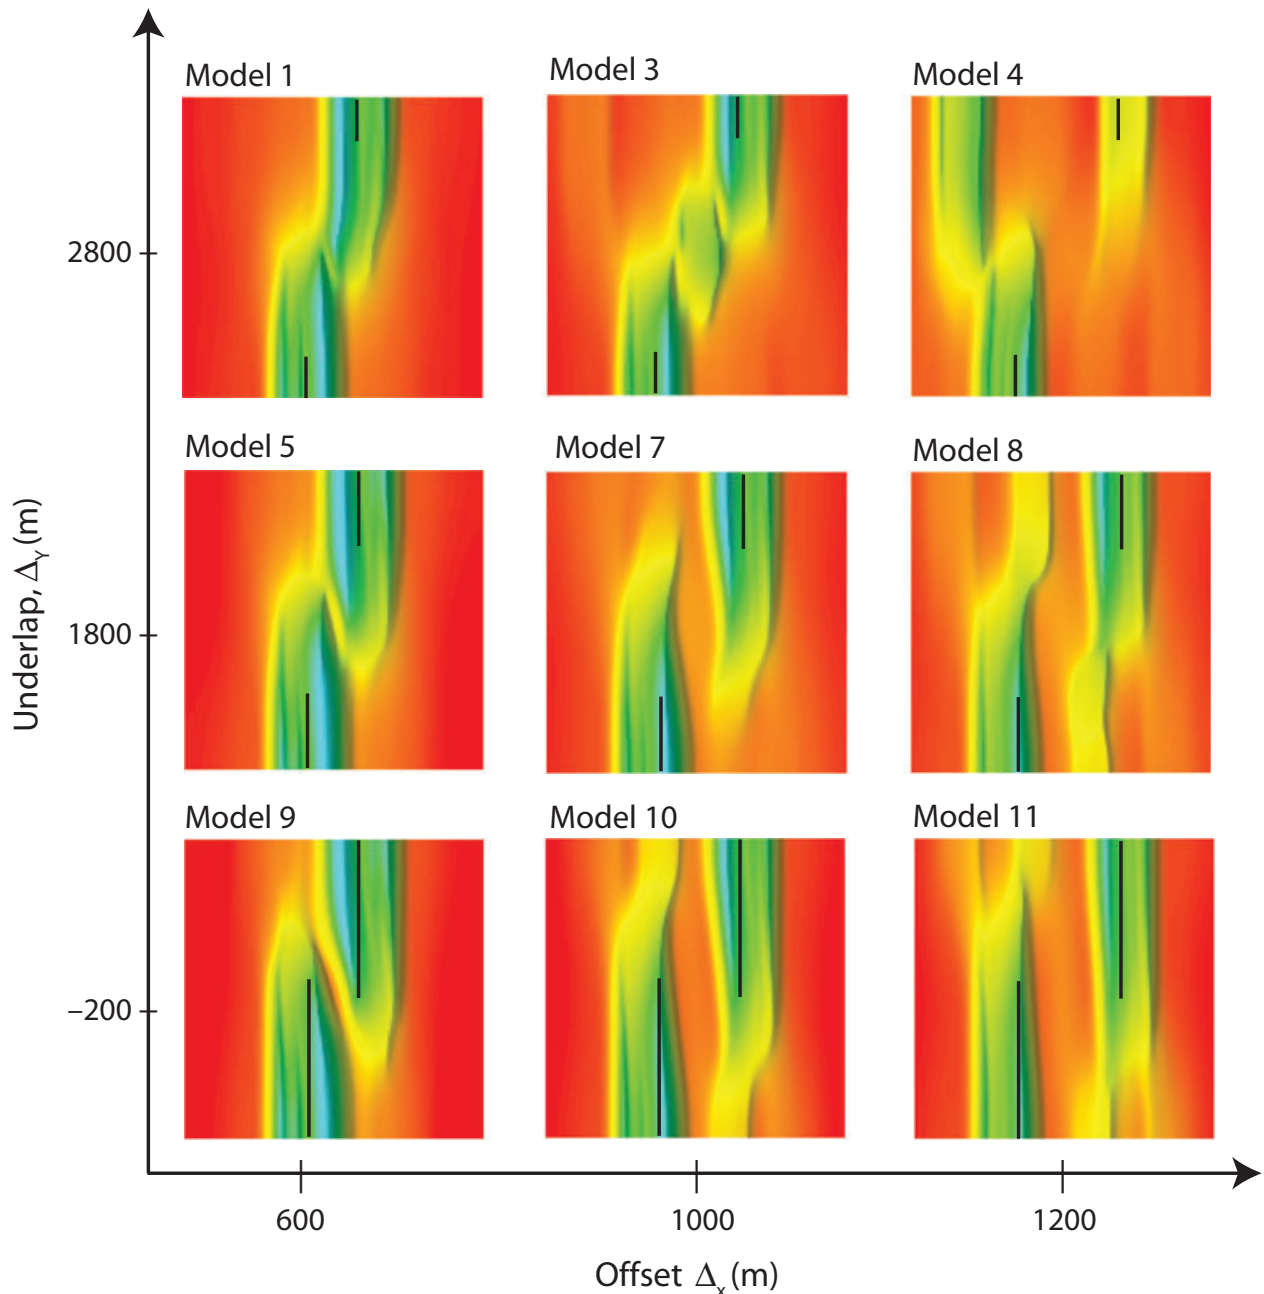 Model 1
Model 3
Model 4
2800
Model 5
Model 7
Model 8
1800
Underlap, ΔY (m)
Model 9
Model 10
Model 11
–200
600
1000
1200
Offset Δx (m)